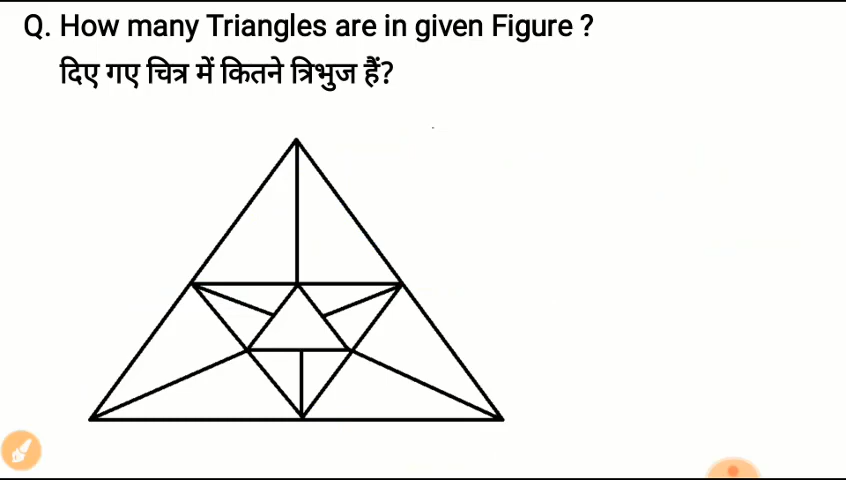 Q. How many Triangles are in given Figure ?
दिए गए चित्र में कितने त्रिभुज हैं?